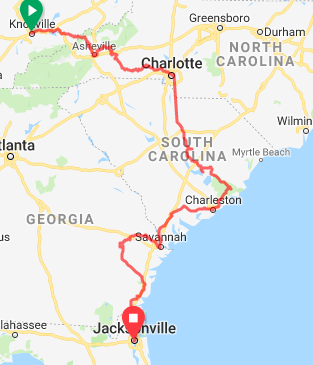 Greensboro
Knoxville
Durham
Asheville
NORTH
CAROLINA
Charlotte
Wilmin
SOUTH
CAROLINA
tlanta
Myrtle Beach
Charleston
GEORGIA
Savannah
us
lahassee
Jacksonville